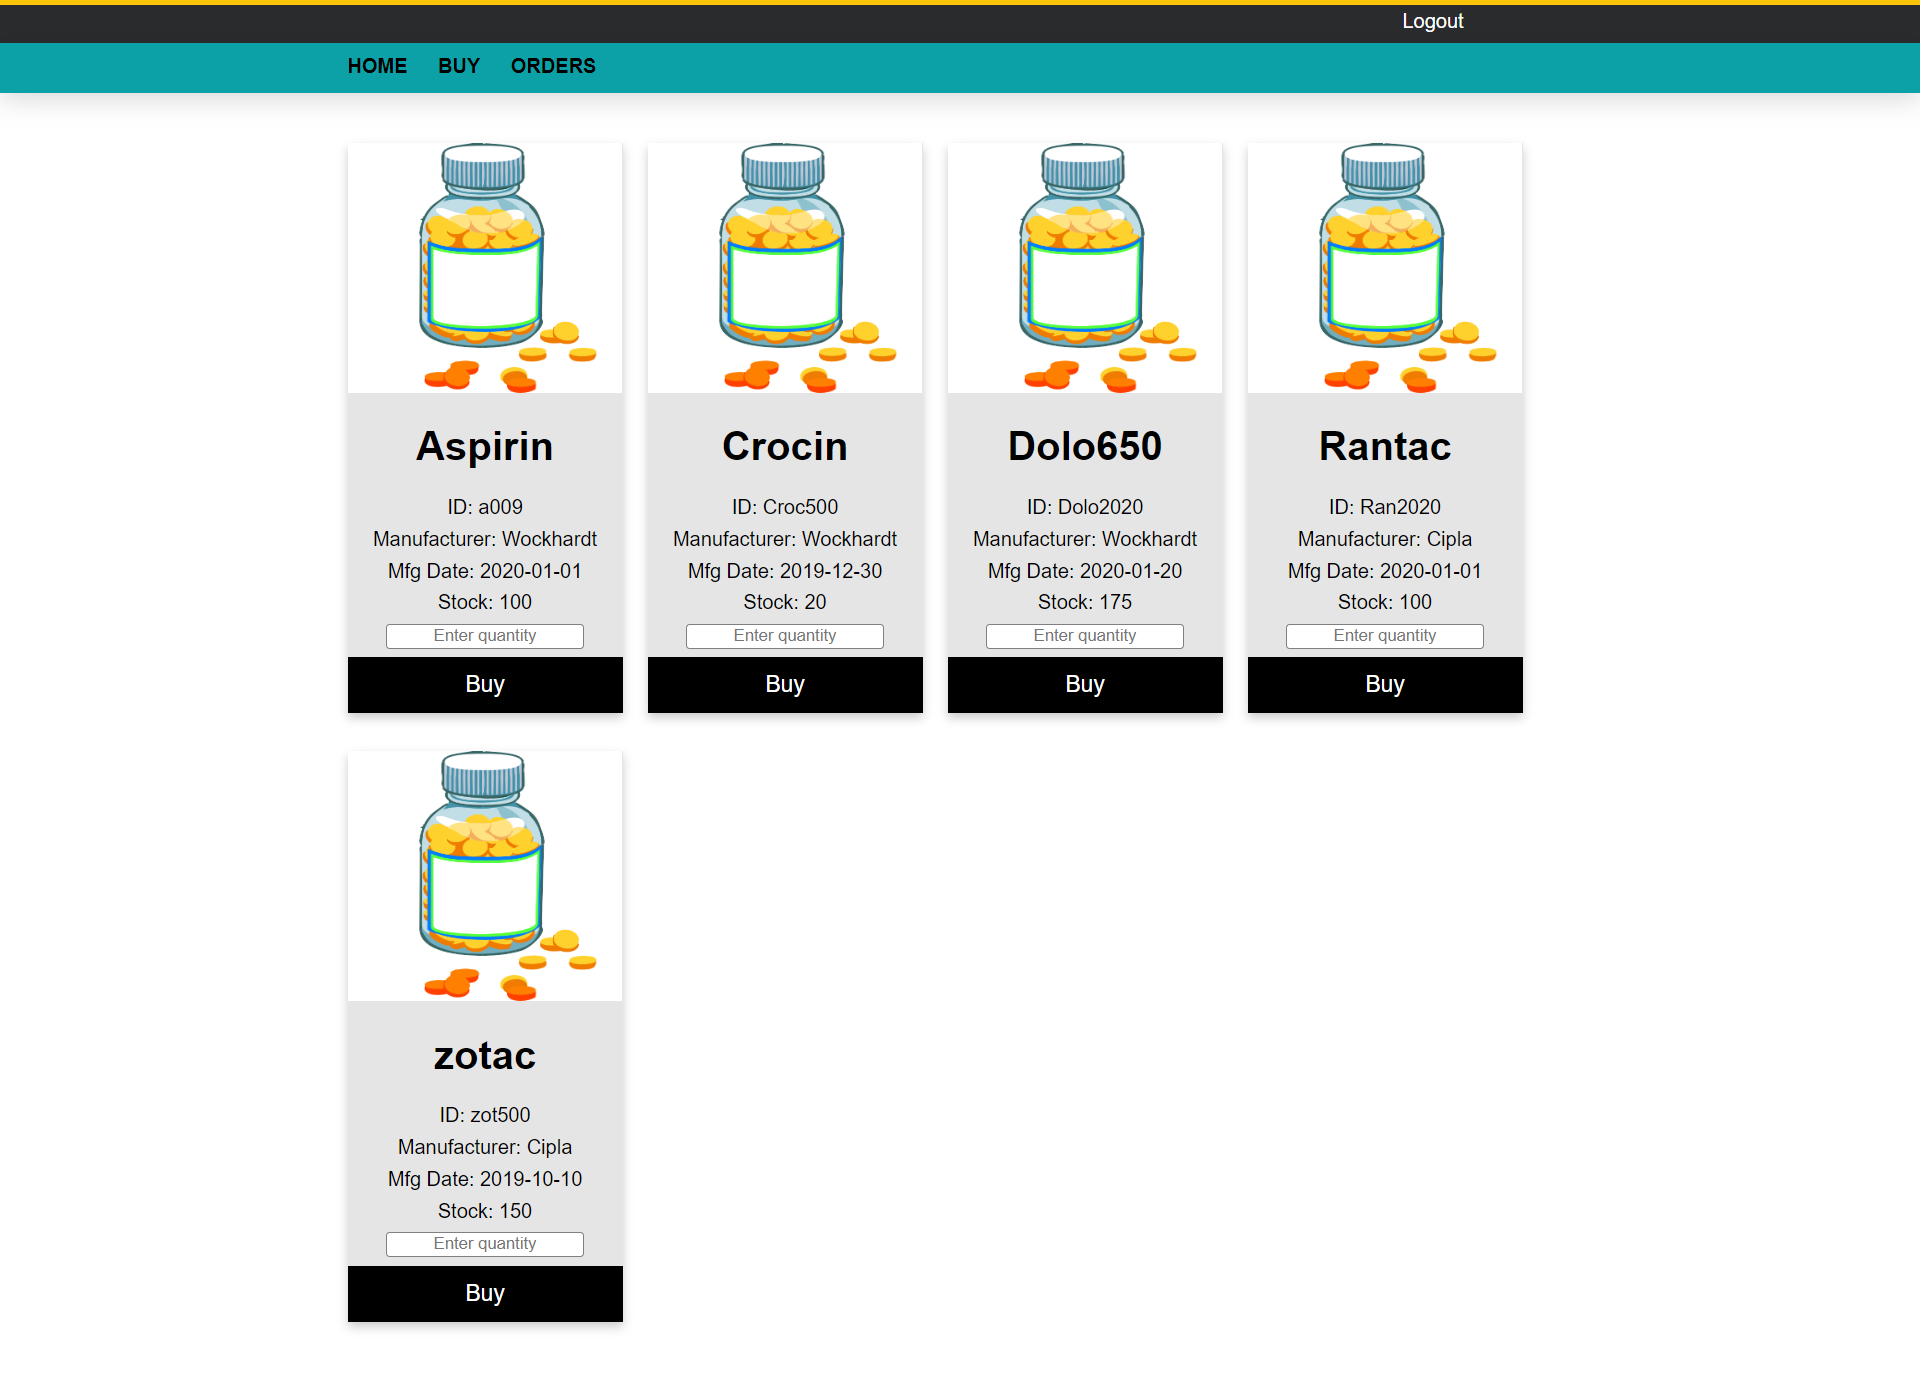 Logout
HOME BUY ORDERS
Aspirin
ID: a009
Manufacturer: Wockhardt
Mfg Date: 2020-01-01
Stock: 100
Enter quantity
Buy
Crocin
ID: Croc500
Manufacturer: Wockhardt
Mfg Date: 2019-12-30
Stock: 20
Enter quantity
Buy
Dolo650
ID: Dolo2020
Manufacturer: Wockhardt
Mfg Date: 2020-01-20
Stock: 175
Enter quantity
Buy
Rantac
ID: Ran2020
Manufacturer: Cipla
Mfg Date: 2020-01-01
Stock: 100
Enter quantity
Buy
zotac
ID: zot500
Manufacturer: Cipla
Mfg Date: 2019-10-10
Stock: 150
Enter quantity
Buy